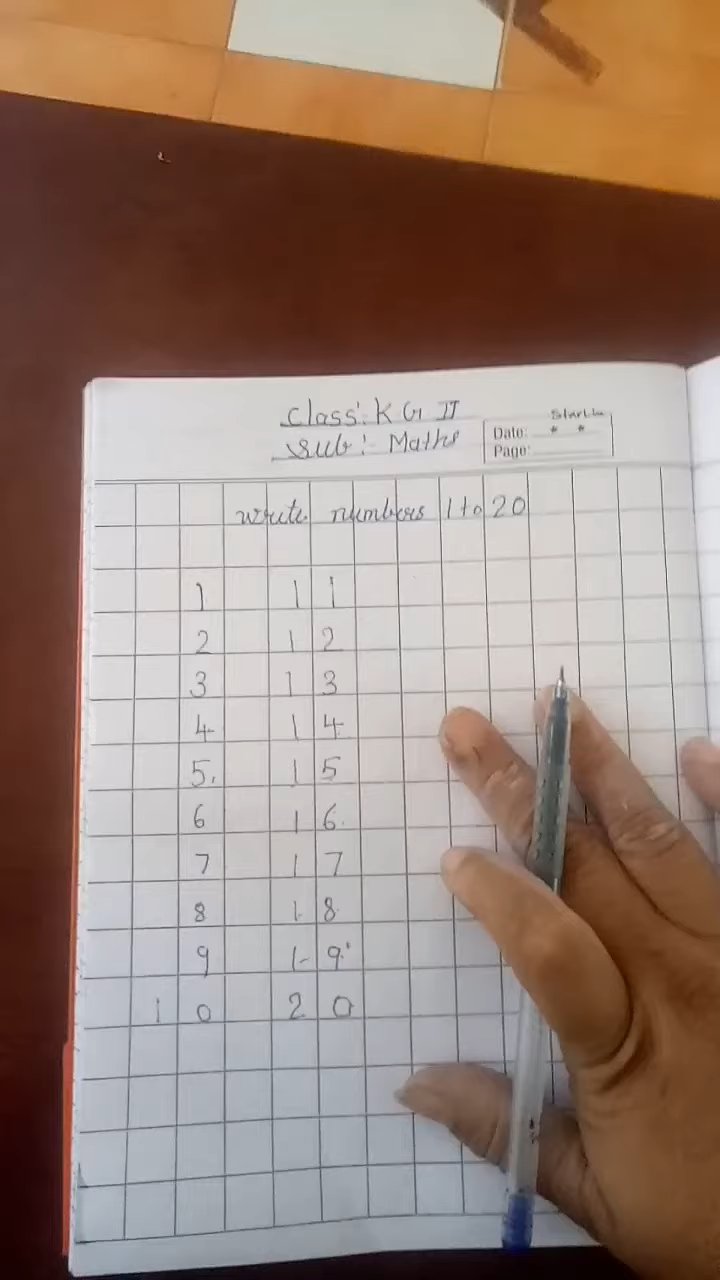 Class: KG II
Sub: Maths
Date:
Page:
write numbers 1 to 20
1 11
2 12
3 13
4 14
5. 15
6 16.
7 17
8 18
9 19
10 20